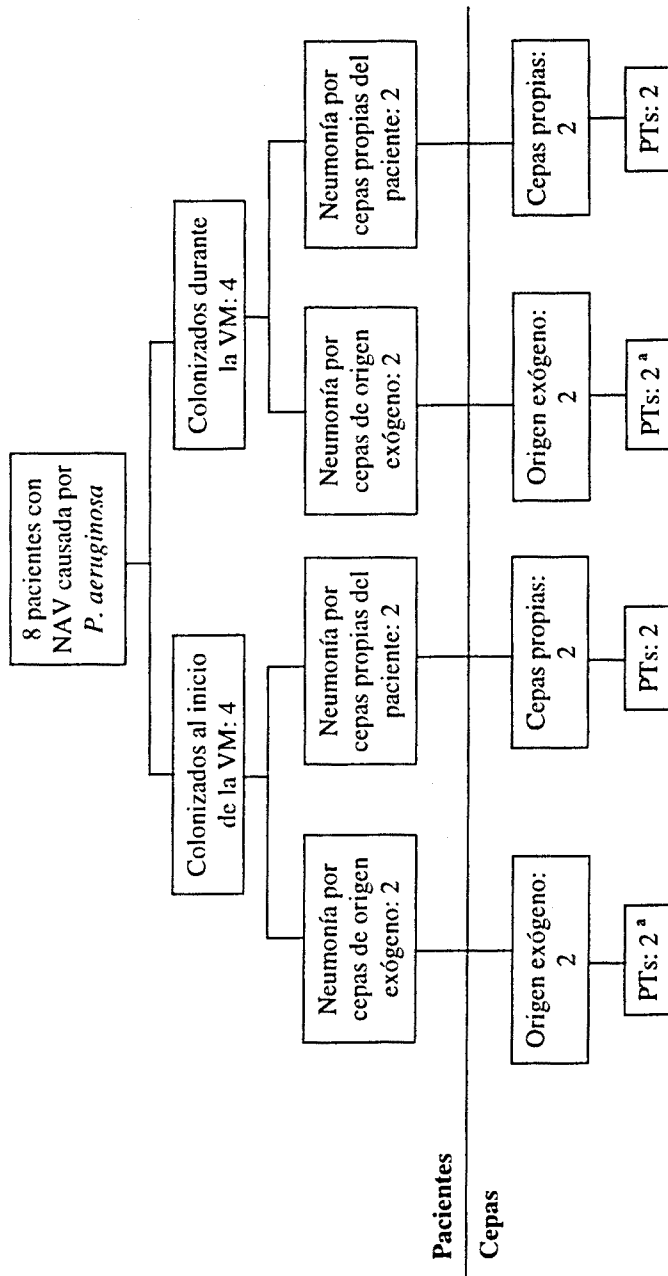 8 pacientes con
NAV causada por
P. aeruginosa
Colonizados al inicio
de la VM: 4
Colonizados durante
la VM: 4
Neumonía por
cepas de origen
exógeno: 2
Neumonía por
cepas propias del
paciente: 2
Neumonía por
cepas de origen
exógeno: 2
Neumonía por
cepas propias del
paciente: 2
Pacientes
Cepas
Origen exógeno:
2
Cepas propias:
2
Origen exógeno:
2
Cepas propias:
2
PTs: 2 a
PTs: 2
PTs: 2 a
PTs: 2